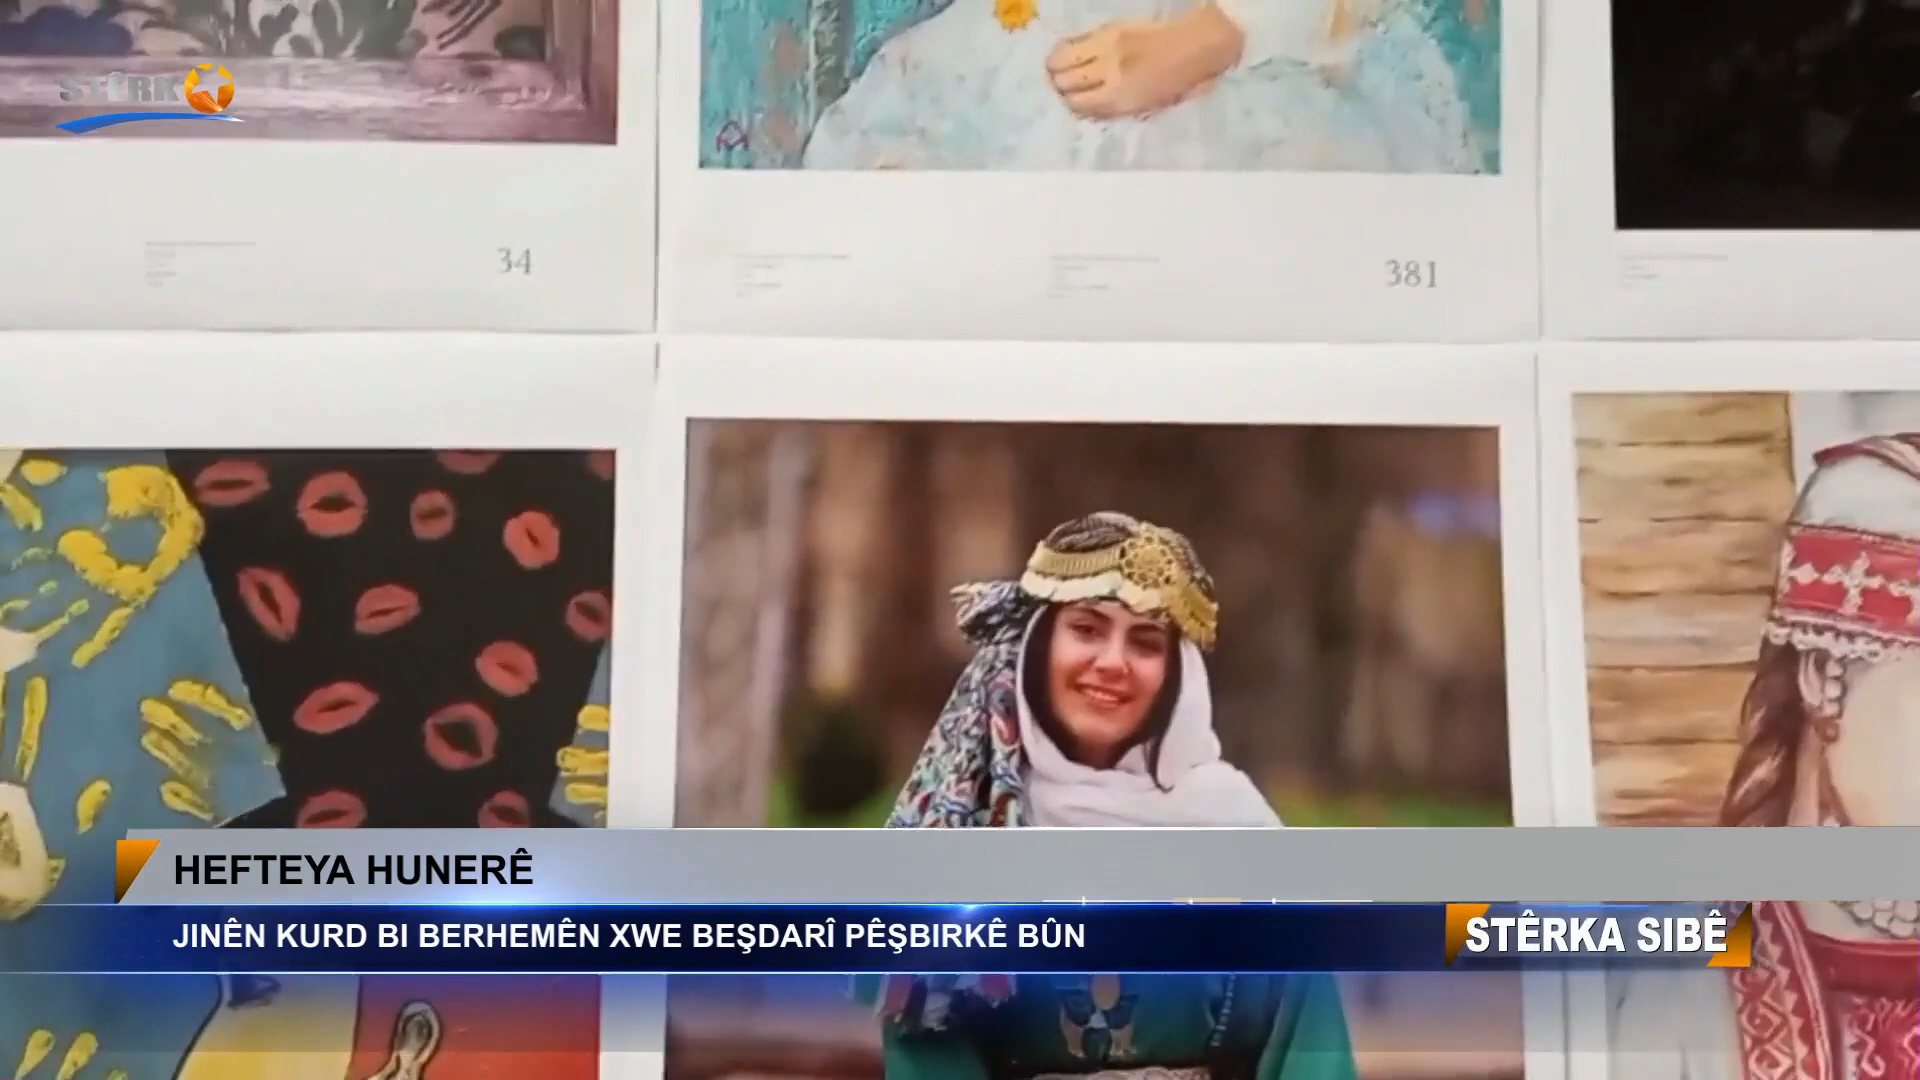 STÊRK
34
381
HEFTEYA HUNERÊ
JINÊN KURD BI BERHEMÊN XWE BEŞDARÎ PÊŞBIRKÊ BÛN
STÊRKA SIBÊ